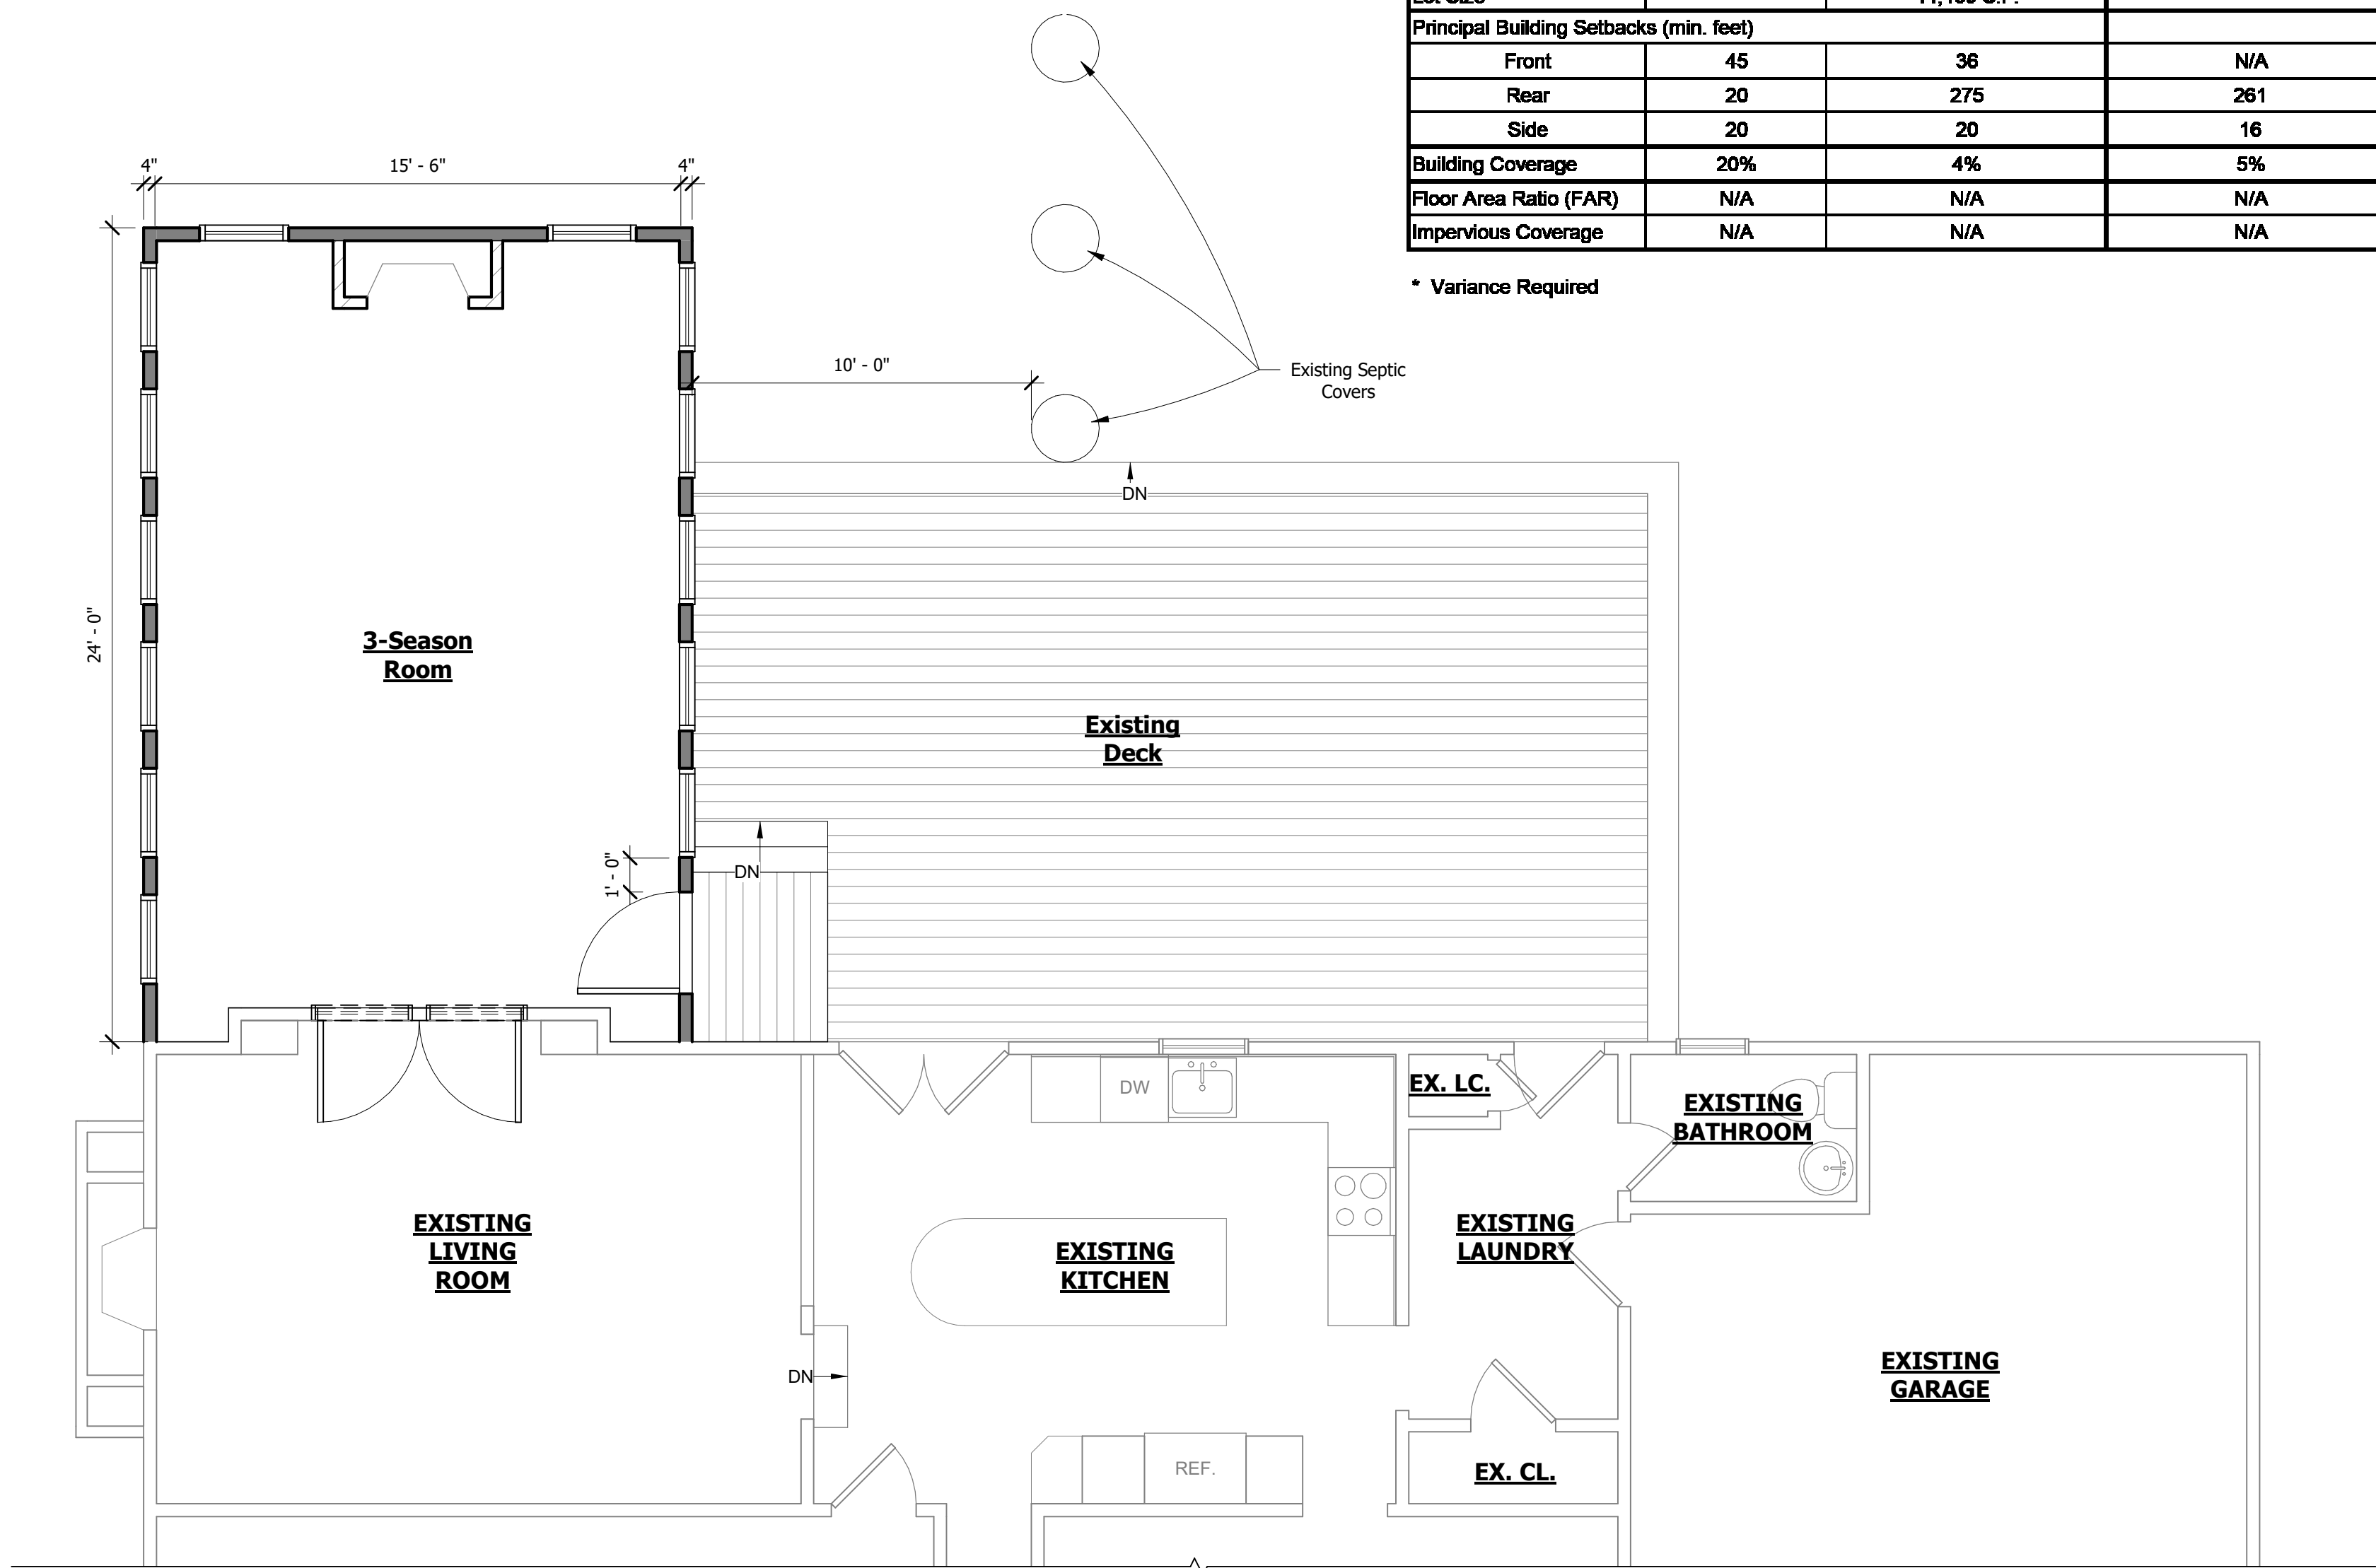 Principal Building Setbacks (min. feet)
Front 45 36 N/A
Rear 20 275 261
Side 20 20 16
Building Coverage 20% 4% 5%
Floor Area Ratio (FAR) N/A N/A N/A
Impervious Coverage N/A N/A N/A
* Variance Required
4" 15' - 6" 4"
10' - 0"
Existing Septic
Covers
DN
24' - 0"
3-Season
Room
Existing
Deck
1' - 0"
DN
DW
EX. LC.
EXISTING
BATHROOM
EXISTING
LIVING
ROOM
EXISTING
KITCHEN
EXISTING
LAUNDRY
EXISTING
GARAGE
DN
REF.
EX. CL.